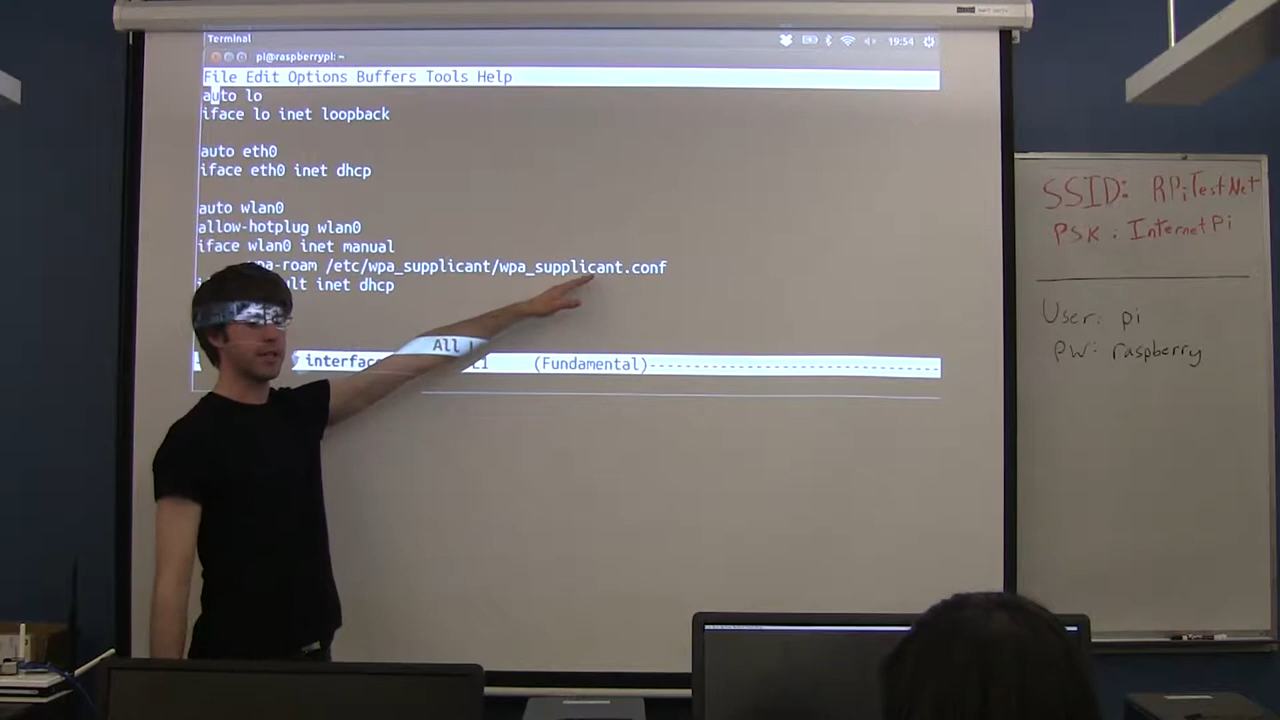 Terminal
19:54
pi@raspberrypi: ~
File Edit Options Buffers Tools Help
auto lo
iface lo inet loopback
auto eth0
iface eth0 inet dhcp
auto wlan0
allow-hotplug wlan0
iface wlan0 inet manual
-roam /etc/wpa_supplicant/wpa_supplicant.conf
inet dhcp
interface All (Fundamental)------------------------------
SSID: RPiTestNet
PSK: InternetPi
User: pi
PW: raspberry